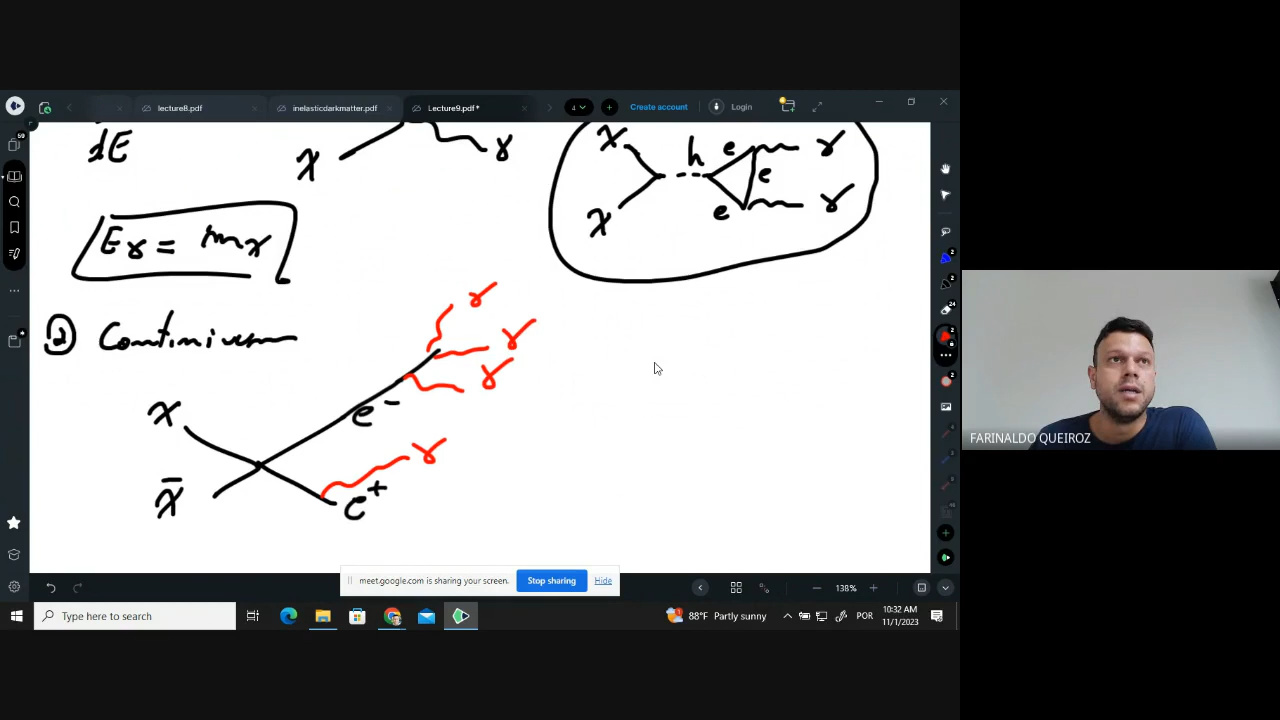 lecture8.pdf
inelasticdarkmatter.pdf
Lecture9.pdf *
4
Create account
Login
59
dE
χ
γ
χ
h
e
γ
e
χ
e
γ
Eγ = mχ
② Continuum
γ
γ
γ
χ
e−
γ
χ̄
e+
FARINALDO QUEIROZ
meet.google.com is sharing your screen.
Stop sharing
Hide
138%
Type here to search
88°F Partly sunny
POR
10:32 AM
11/1/2023